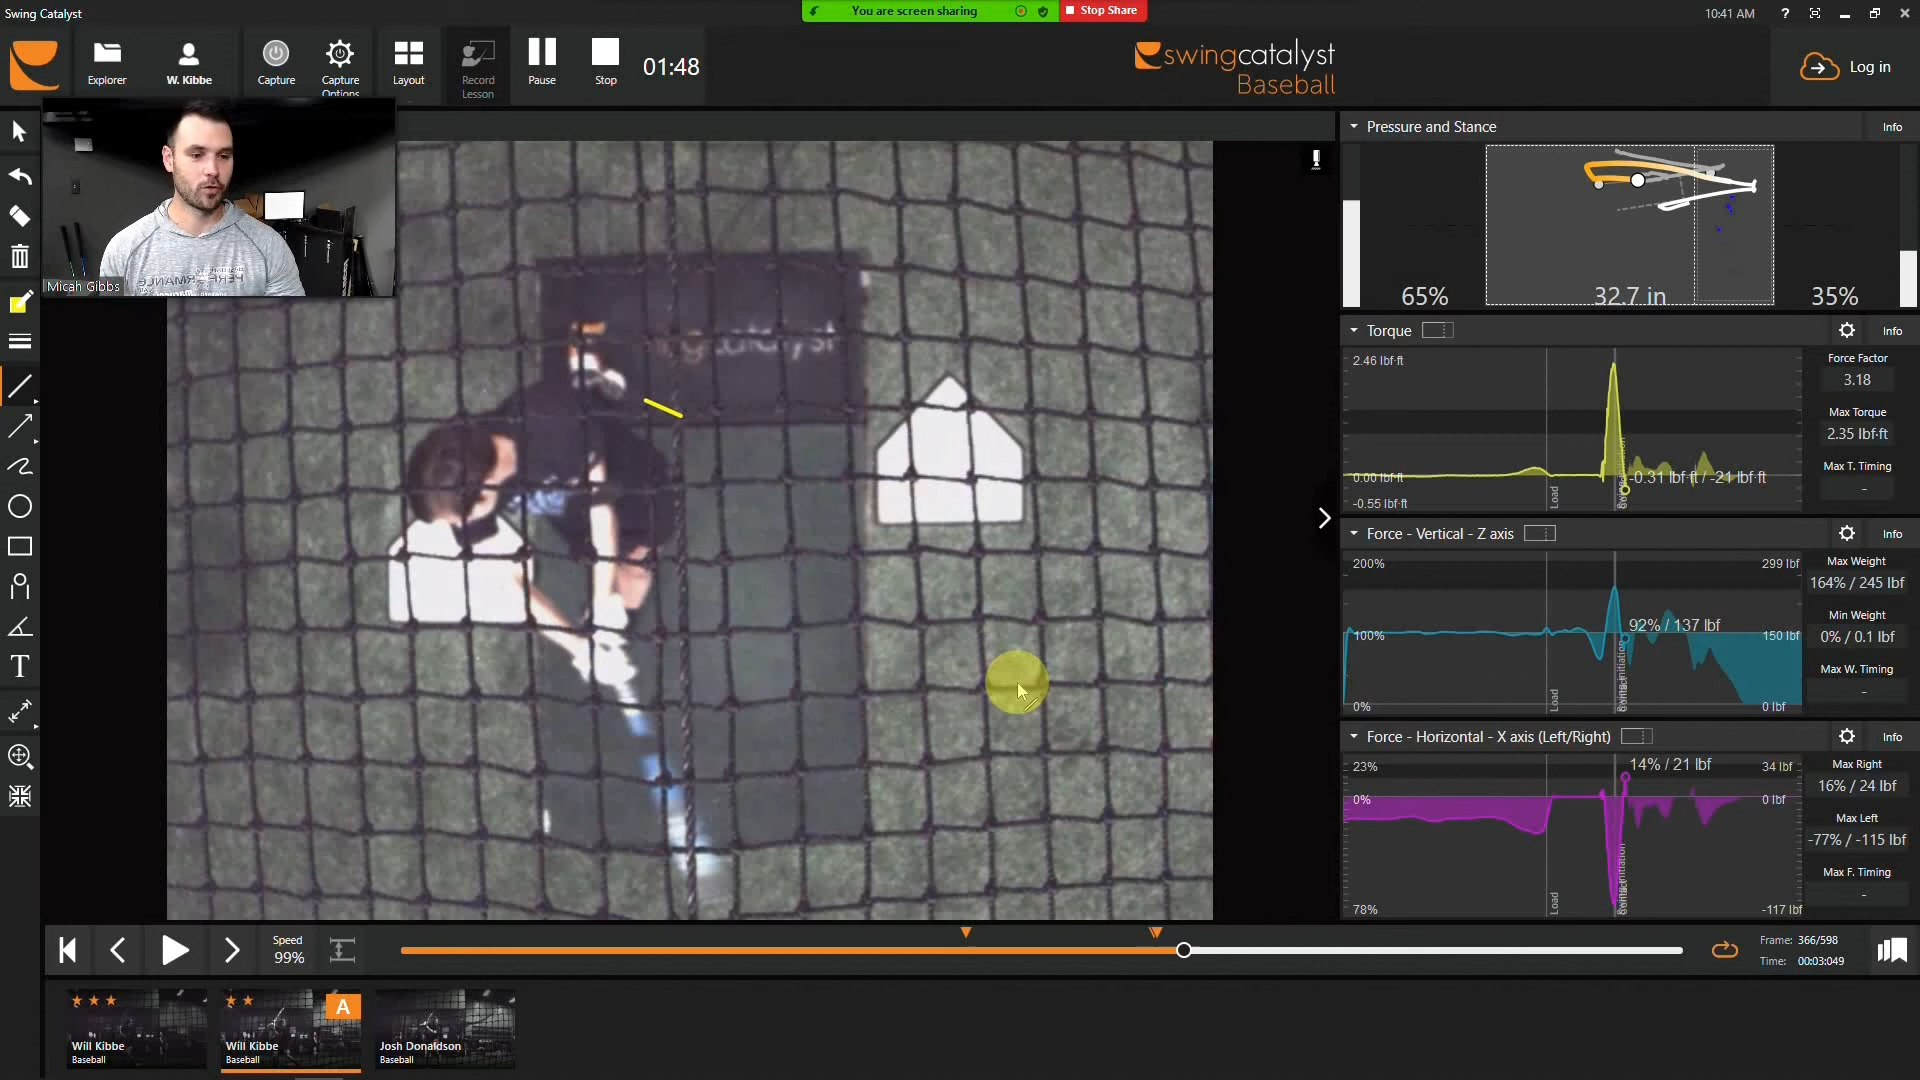 Swing Catalyst
You are screen sharing
Stop Share
10:41 AM
?
Explorer
W. Kibbe
Capture
Capture Options
Layout
Record Lesson
Pause
Stop
01:48
swingcatalyst
Baseball
Log in
Micah Gibbs
Pressure and Stance
Info
65%
32.7 in
35%
Torque
Info
2.46 lbf·ft
0.00 lbf·ft
-0.55 lbf·ft
-0.31 lbf·ft / -21 lbf·ft
Load
Contact
Force Factor
3.18
Max Torque
2.35 lbf·ft
Max T. Timing
-
Force - Vertical - Z axis
Info
200%
299 lbf
92% / 137 lbf
100%
150 lbf
0%
0 lbf
Load
Contact
Max Weight
164% / 245 lbf
Min Weight
0% / 0.1 lbf
Max W. Timing
-
Force - Horizontal - X axis (Left/Right)
Info
23%
14% / 21 lbf
34 lbf
0%
0 lbf
78%
-117 lbf
Load
Contact
Max Right
16% / 24 lbf
Max Left
-77% / -115 lbf
Max F. Timing
-
T
Speed
99%
Frame: 366/598
Time: 00:03:049
Will Kibbe
Baseball
Will Kibbe
Baseball
A
Josh Donaldson
Baseball